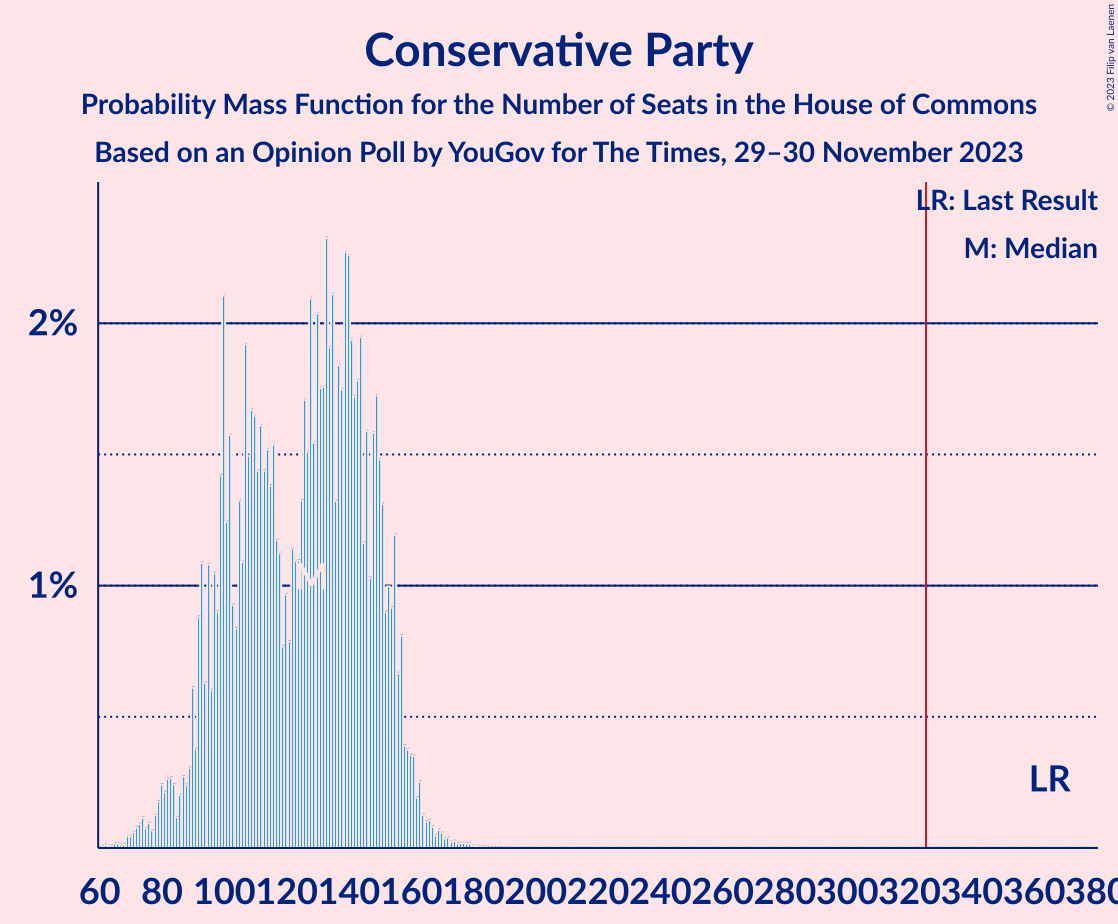 Conservative Party
Probability Mass Function for the Number of Seats in the House of Commons
Based on an Opinion Poll by YouGov for The Times, 29–30 November 2023
© 2023 Filip van Laenen
LR: Last Result
M: Median
2%
1%
M
LR
60 80 100 120 140 160 180 200 220 240 260 280 300 320 340 360 380